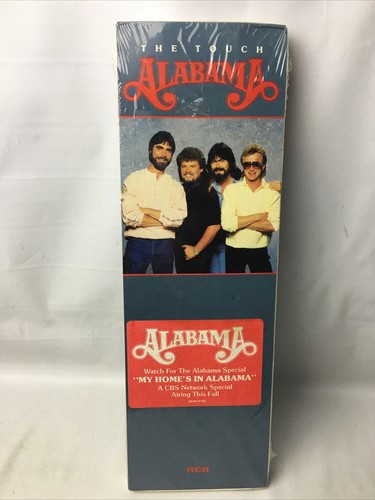 THE TOUCH
ALABAMA
ALABAMA
Watch For The Alabama Special
"MY HOME'S IN ALABAMA"
A CBS Network Special
Airing This Fall
RCA